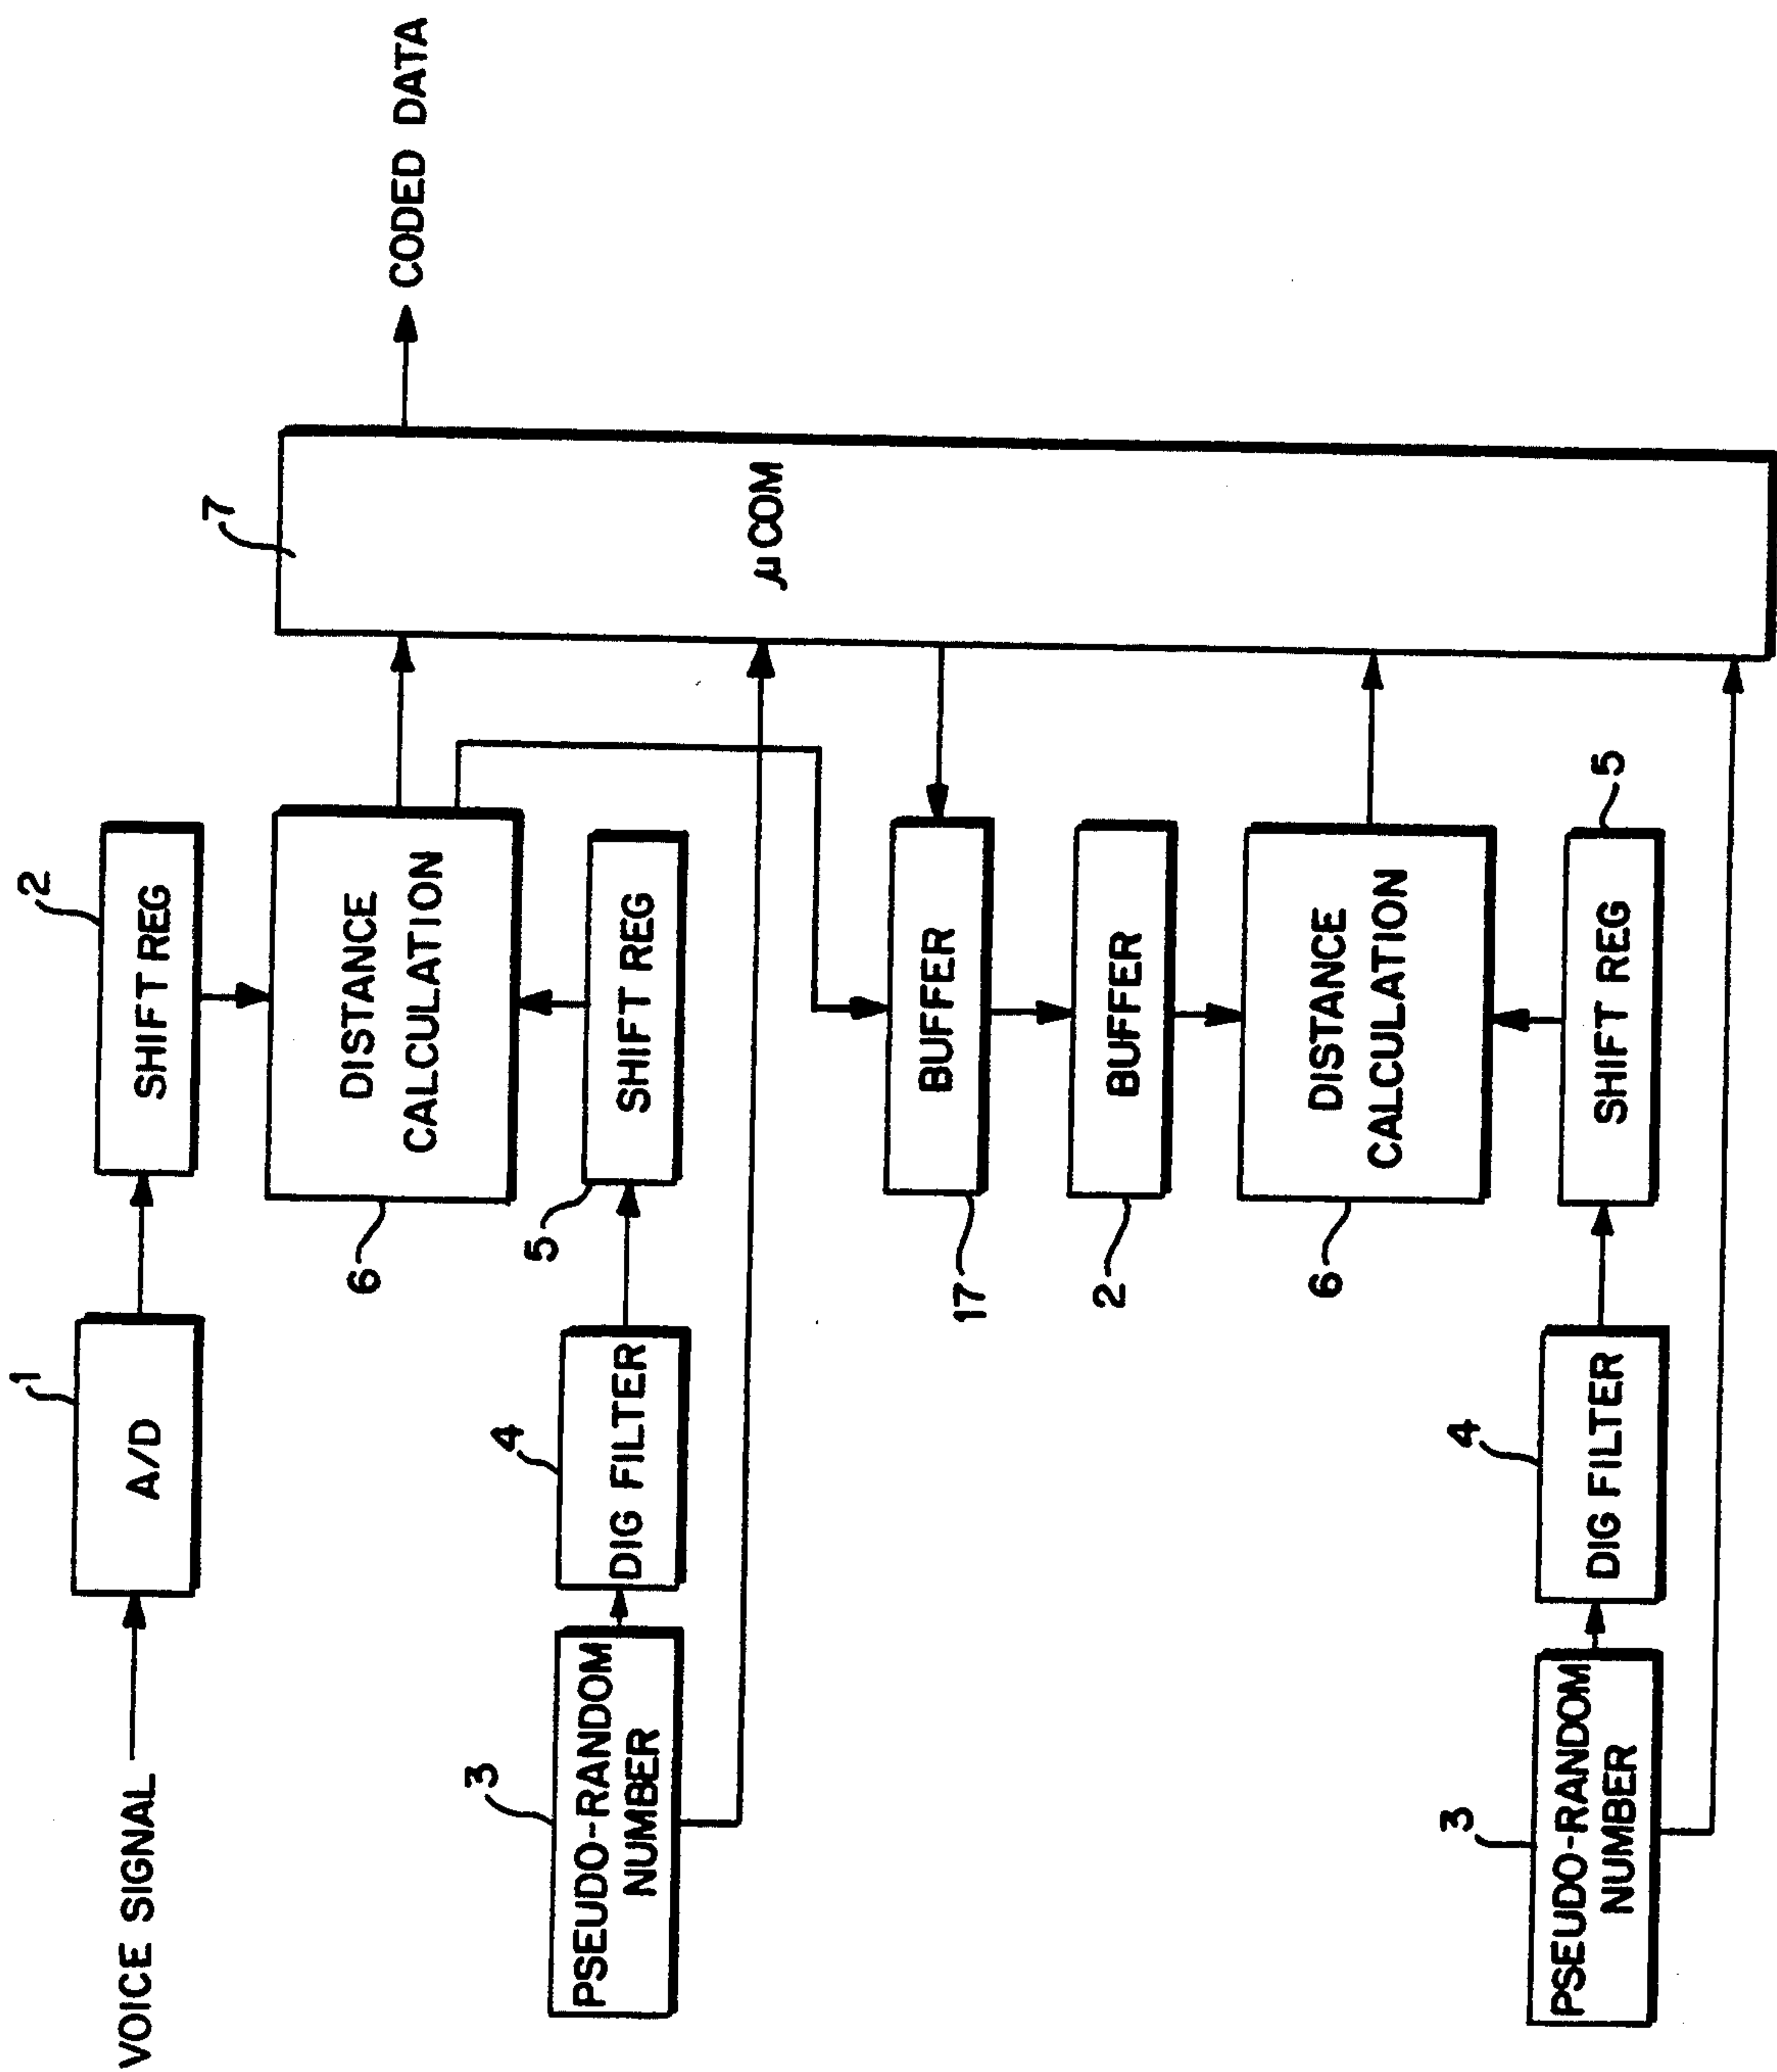 VOICE SIGNAL
1
A/D
2
SHIFT REG
6
DISTANCE
CALCULATION
3
PSEUDO-RANDOM
NUMBER
4
DIG FILTER
5
SHIFT REG
7
μCOM
CODED DATA
17
BUFFER
2
BUFFER
6
DISTANCE
CALCULATION
3
PSEUDO-RANDOM
NUMBER
4
DIG FILTER
5
SHIFT REG